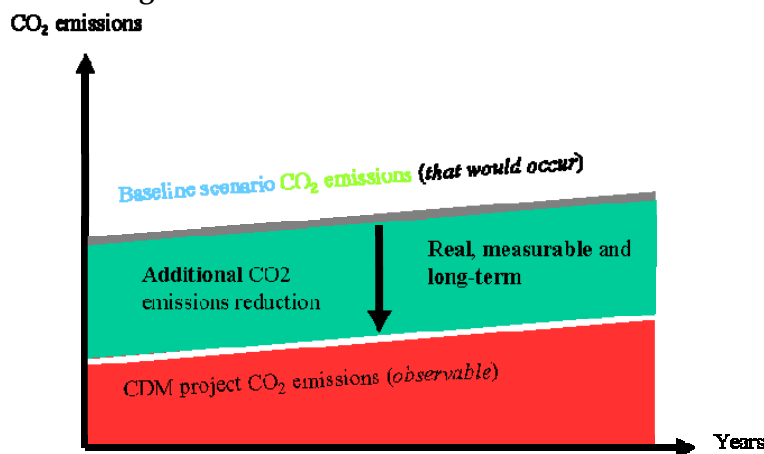 CO₂ emissions
Baseline scenario CO₂ emissions (that would occur)
Additional CO2
emissions reduction
Real, measurable and
long-term
CDM project CO₂ emissions (observable)
Years